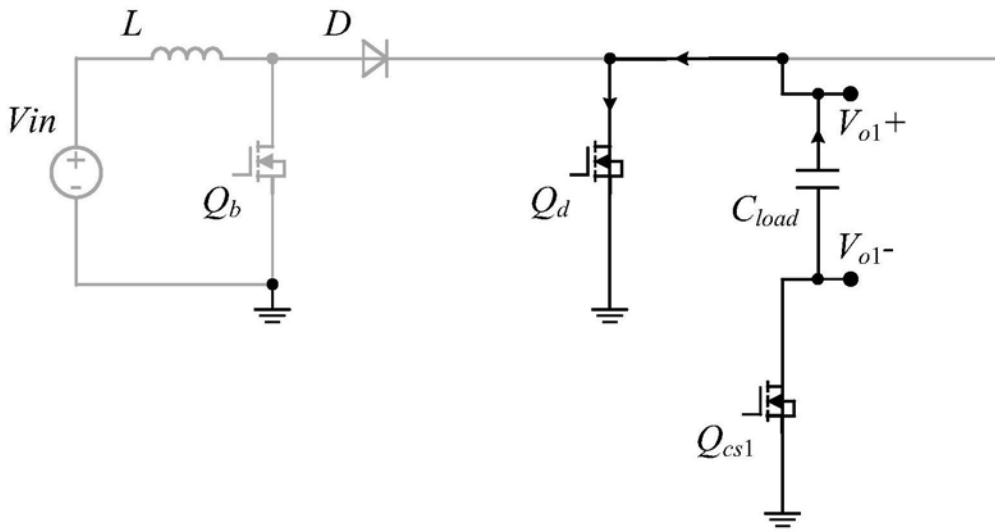 L
D
Vin
+
-
Qb
Qd
Vo1+
Cload
Vo1-
Qcs1